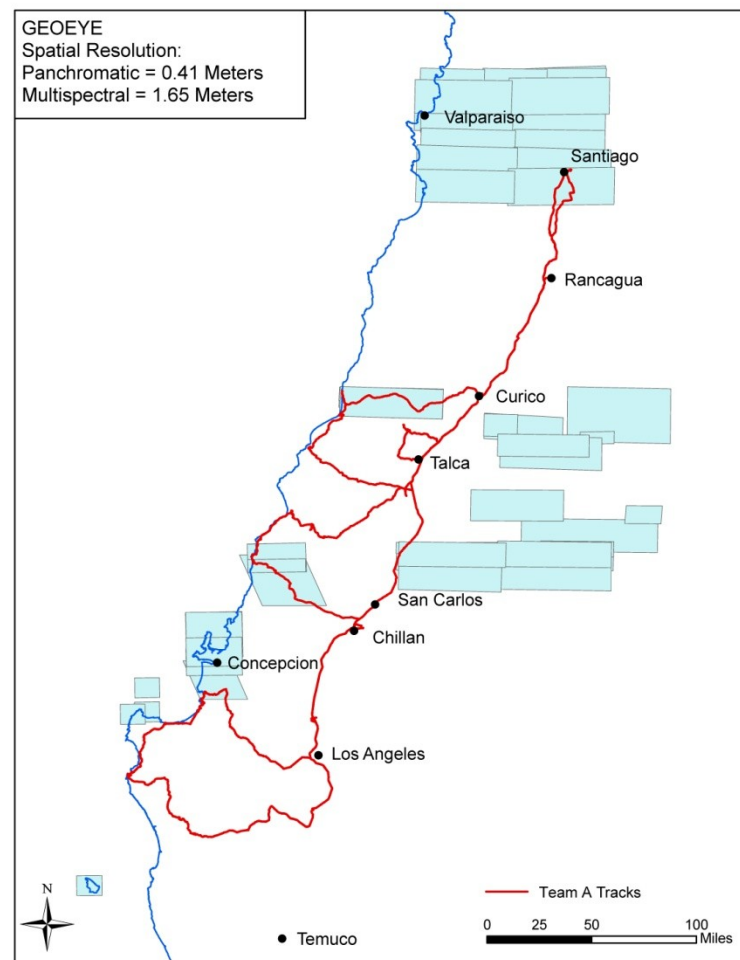 GEOEYE
Spatial Resolution:
Panchromatic = 0.41 Meters
Multispectral = 1.65 Meters
Valparaiso
Santiago
Rancagua
Curico
Talca
San Carlos
Chillan
Concepcion
Los Angeles
N
Team A Tracks
0 25 50 100
Miles
Temuco